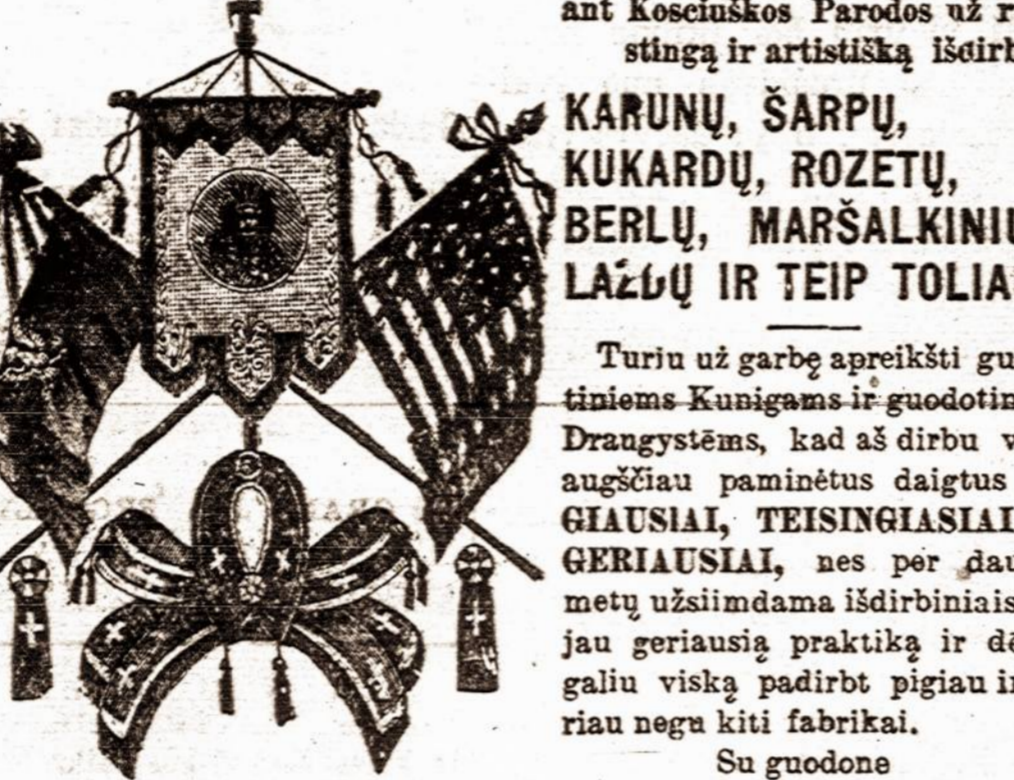 ant Kosciuškos Parodos už r
stingą ir artistišką išdirb
KARUNŲ, ŠARPŲ,
KUKARDŲ, ROZETŲ,
BERLŲ, MARŠALKINIU
LAŽDŲ IR TEIP TOLIA
Turiu už garbę apreikšti gu
tiniems Kunigams ir guodotin
Draugystēms, kad aš dirbu v
augščiau paminėtus daigtus
GIAUSIAI, TEISINGIASIAI
GERIAUSIAI, nes per dau
metų užsiimdama išdirbiniais
jau geriausią praktiką ir dė
galiu viską padirbt pigiau ir
riau negu kiti fabrikai.
Su guodone